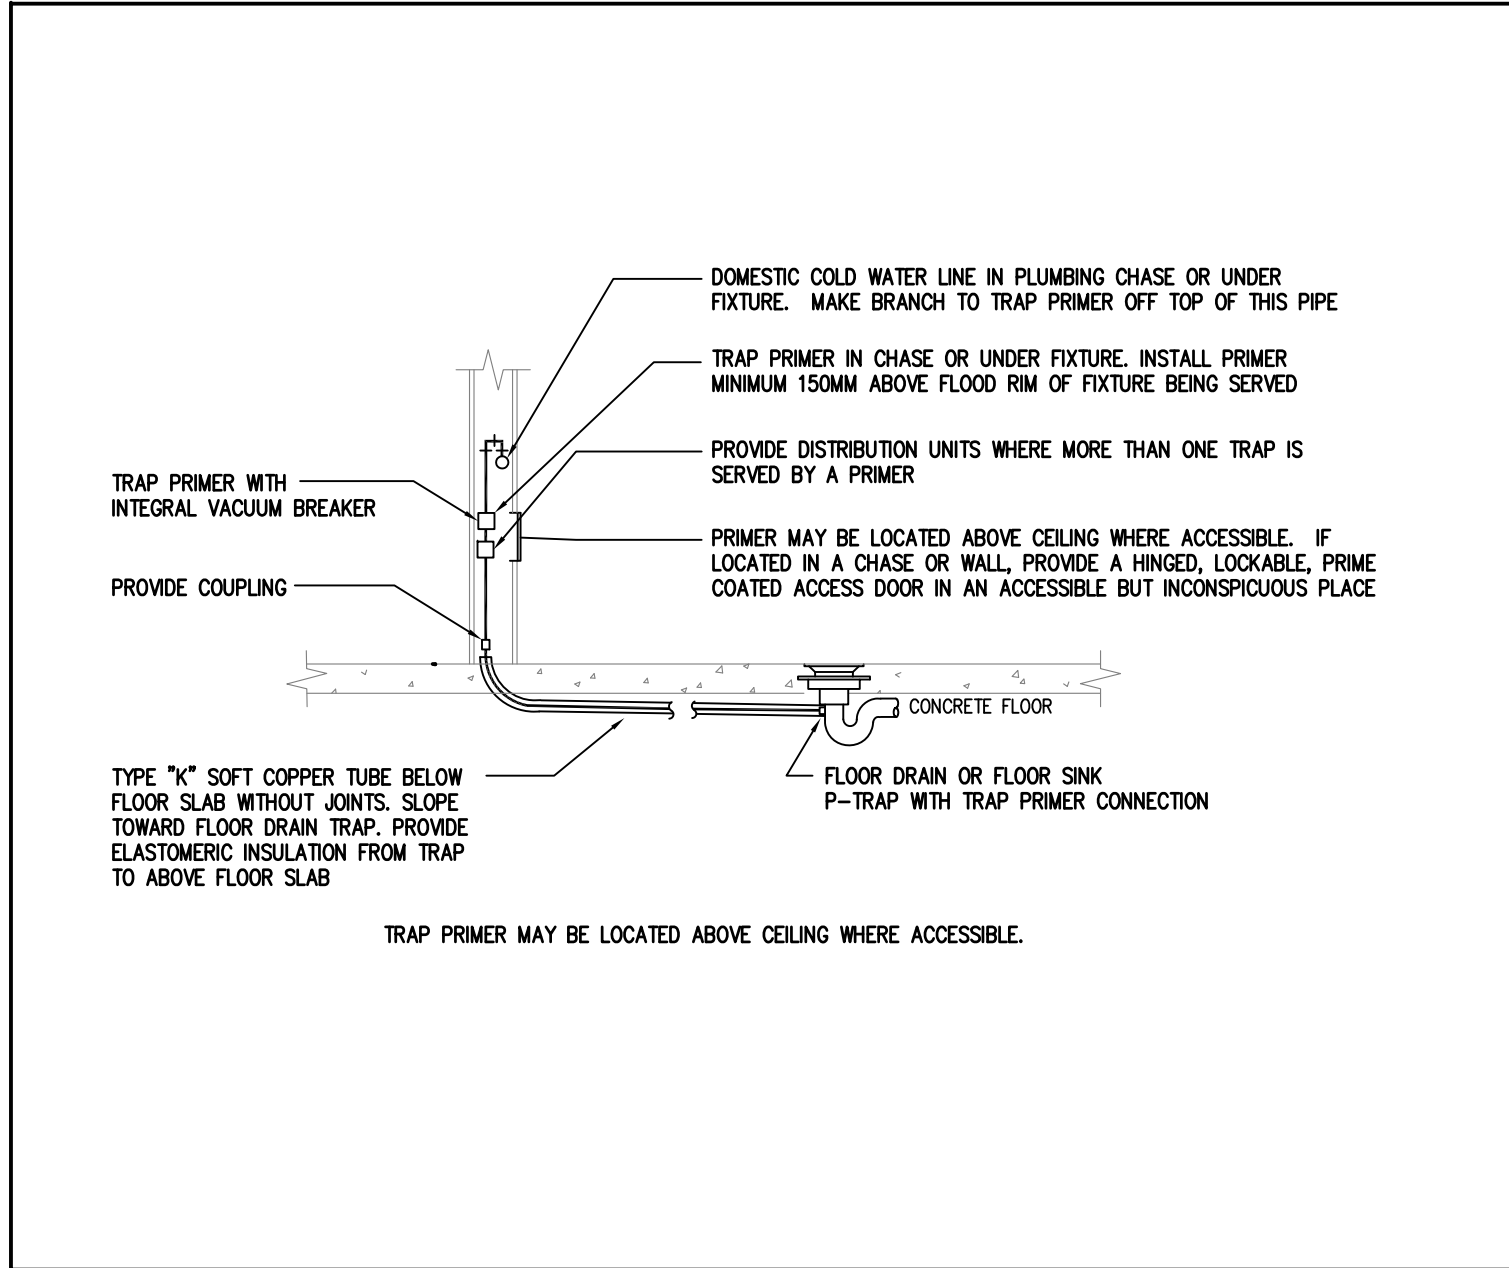 DOMESTIC COLD WATER LINE IN PLUMBING CHASE OR UNDER
FIXTURE. MAKE BRANCH TO TRAP PRIMER OFF TOP OF THIS PIPE
TRAP PRIMER IN CHASE OR UNDER FIXTURE. INSTALL PRIMER
MINIMUM 150MM ABOVE FLOOD RIM OF FIXTURE BEING SERVED
PROVIDE DISTRIBUTION UNITS WHERE MORE THAN ONE TRAP IS
SERVED BY A PRIMER
TRAP PRIMER WITH
INTEGRAL VACUUM BREAKER
PRIMER MAY BE LOCATED ABOVE CEILING WHERE ACCESSIBLE. IF
LOCATED IN A CHASE OR WALL, PROVIDE A HINGED, LOCKABLE, PRIME
COATED ACCESS DOOR IN AN ACCESSIBLE BUT INCONSPICUOUS PLACE
PROVIDE COUPLING
CONCRETE FLOOR
TYPE "K" SOFT COPPER TUBE BELOW
FLOOR SLAB WITHOUT JOINTS. SLOPE
TOWARD FLOOR DRAIN TRAP. PROVIDE
ELASTOMERIC INSULATION FROM TRAP
TO ABOVE FLOOR SLAB
FLOOR DRAIN OR FLOOR SINK
P-TRAP WITH TRAP PRIMER CONNECTION
TRAP PRIMER MAY BE LOCATED ABOVE CEILING WHERE ACCESSIBLE.